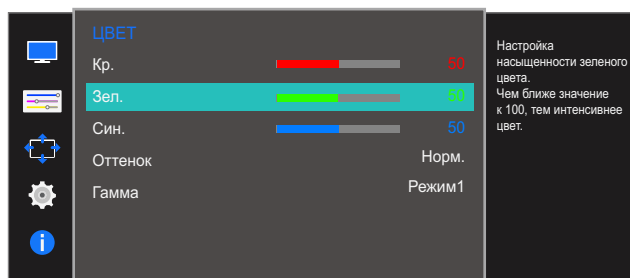 ЦВЕТ
Кр. 50
Зел. 50
Син. 50
Оттенок Норм.
Гамма Режим1
Настройка
насыщенности зеленого
цвета.
Чем ближе значение
к 100, тем интенсивнее
цвет.